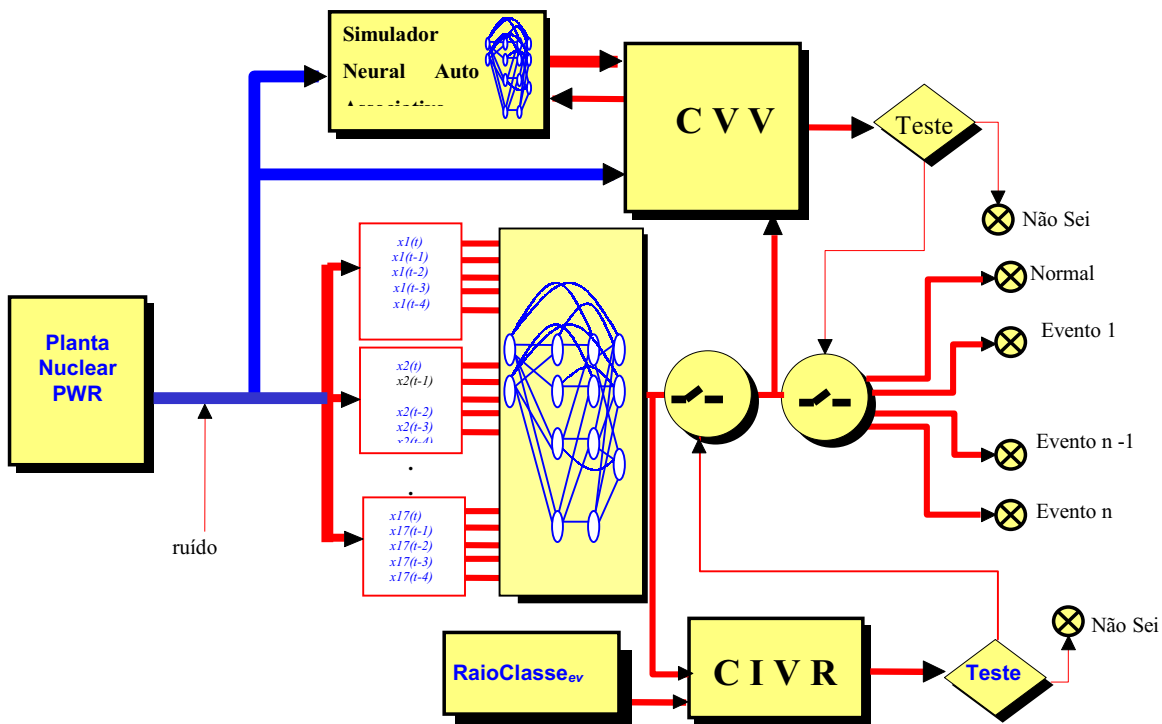 Simulador
Neural Auto
C V V
Teste
Não Sei
Normal
Evento 1
Evento n -1
Evento n
Planta
Nuclear
PWR
ruído
x1(t)
x1(t-1)
x1(t-2)
x1(t-3)
x1(t-4)
x2(t)
x2(t-1)
x2(t-2)
x2(t-3)
x2(t-4)
.
.
x17(t)
x17(t-1)
x17(t-2)
x17(t-3)
x17(t-4)
RaioClasseev
C I V R
Teste
Não Sei